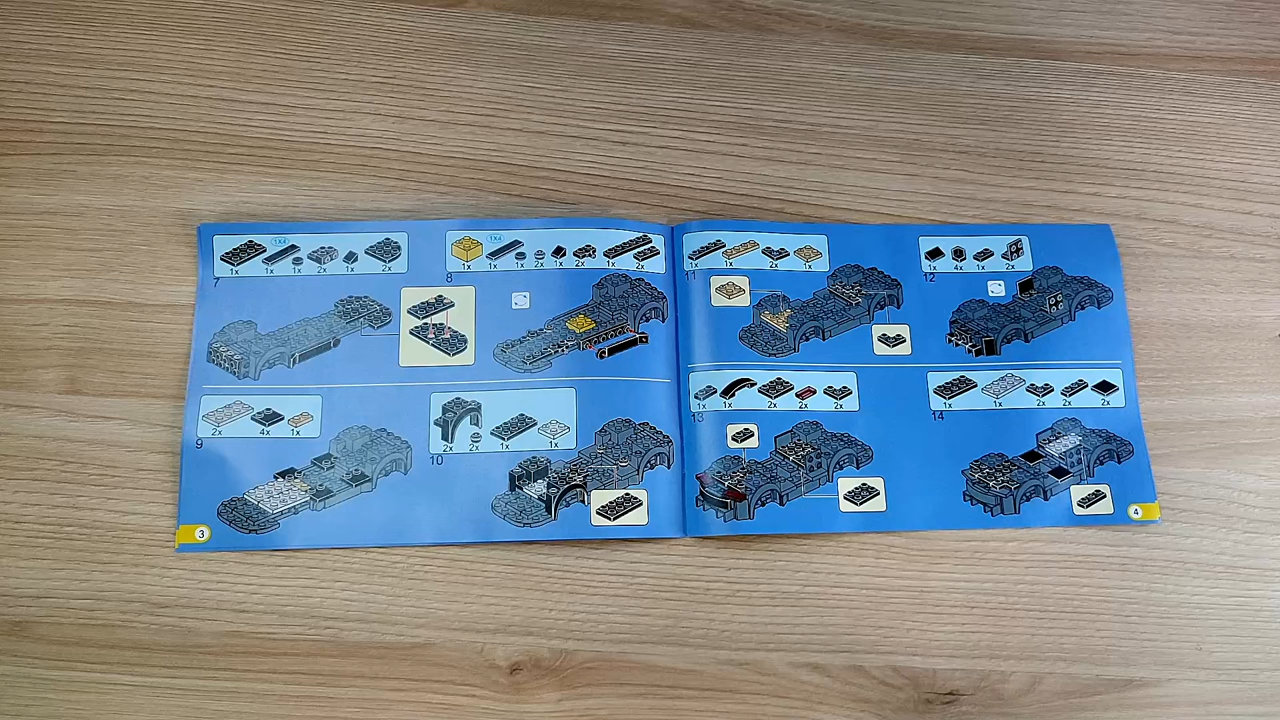 1X4
1x 1x 1x 2x 1x 2x
7
1X4
1x 1x 1x 2x 1x 2x 1x 2x
8
2x 4x 1x
9
2x 2x 1x 1x
10
3
1x 1x 2x 1x
11
1x 4x 1x 2x
12
1x 1x 2x 2x 2x
13
1x 1x 2x 2x 2x
14
4